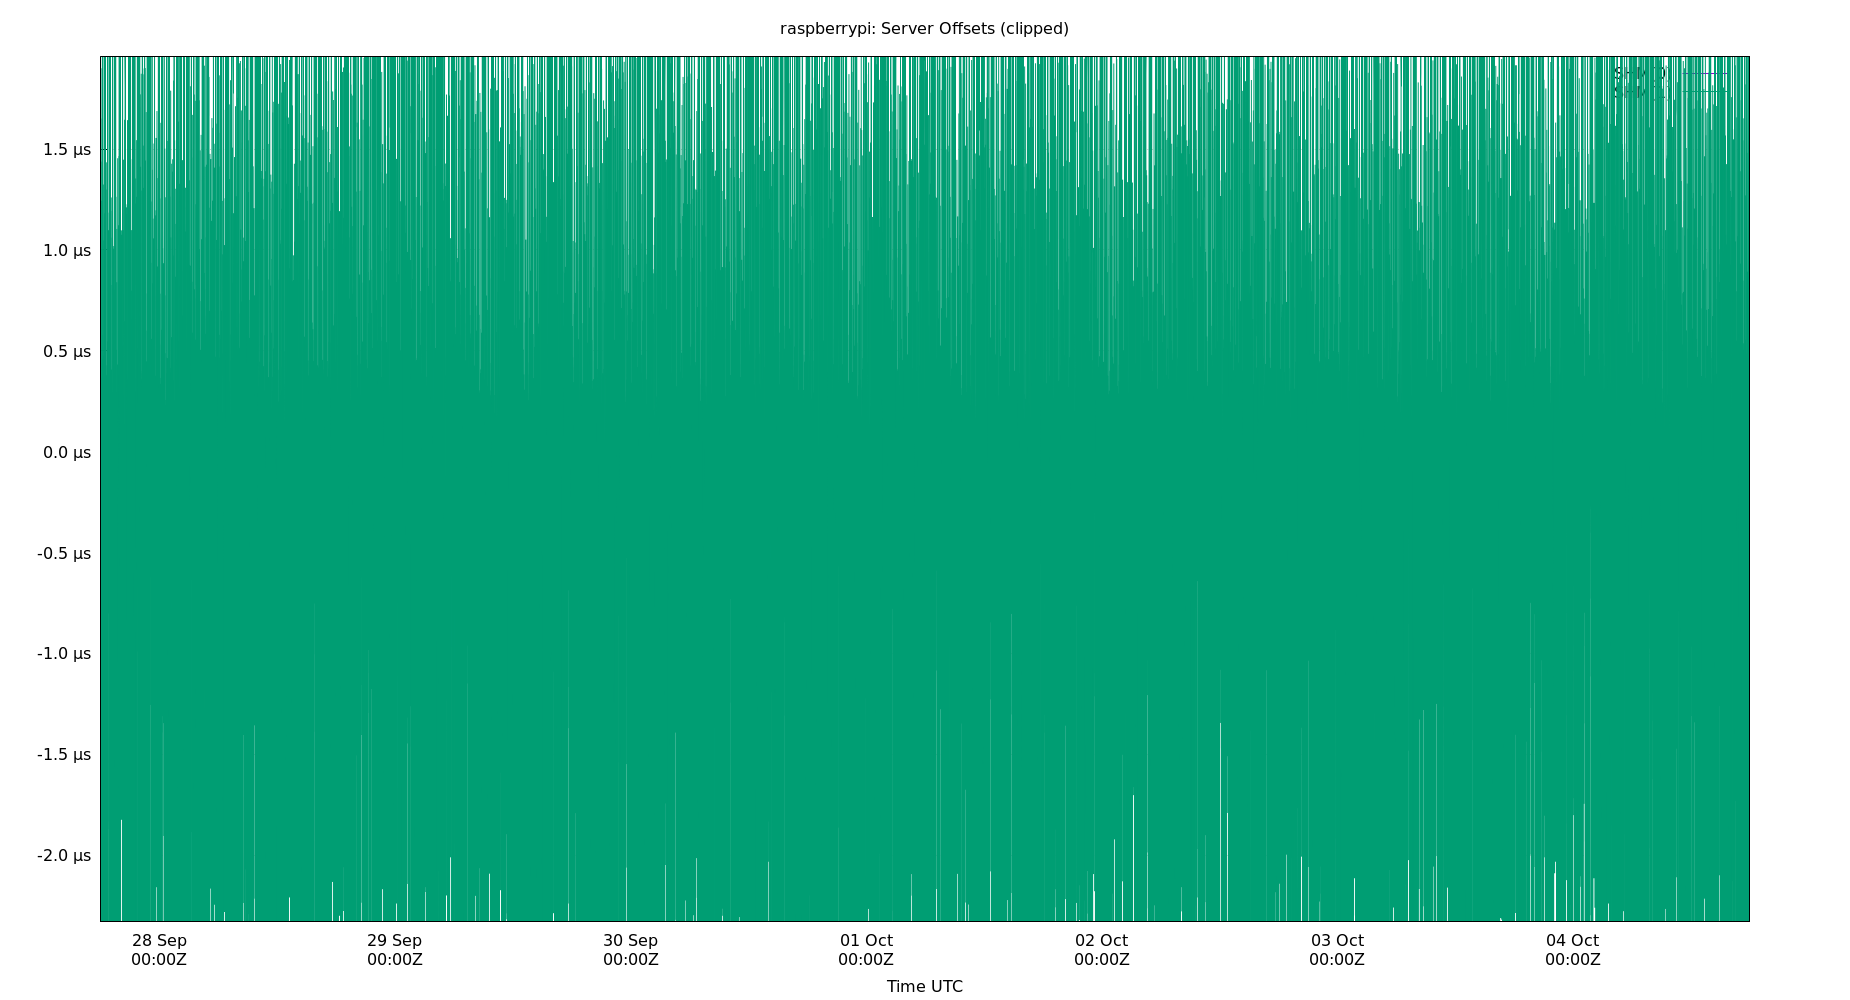 raspberrypi: Server Offsets (clipped)
1.5 µs
1.0 µs
0.5 µs
0.0 µs
-0.5 µs
-1.0 µs
-1.5 µs
-2.0 µs
28 Sep 29 Sep 30 Sep 01 Oct 02 Oct 03 Oct 04 Oct
00:00Z 00:00Z 00:00Z 00:00Z 00:00Z 00:00Z 00:00Z
Time UTC